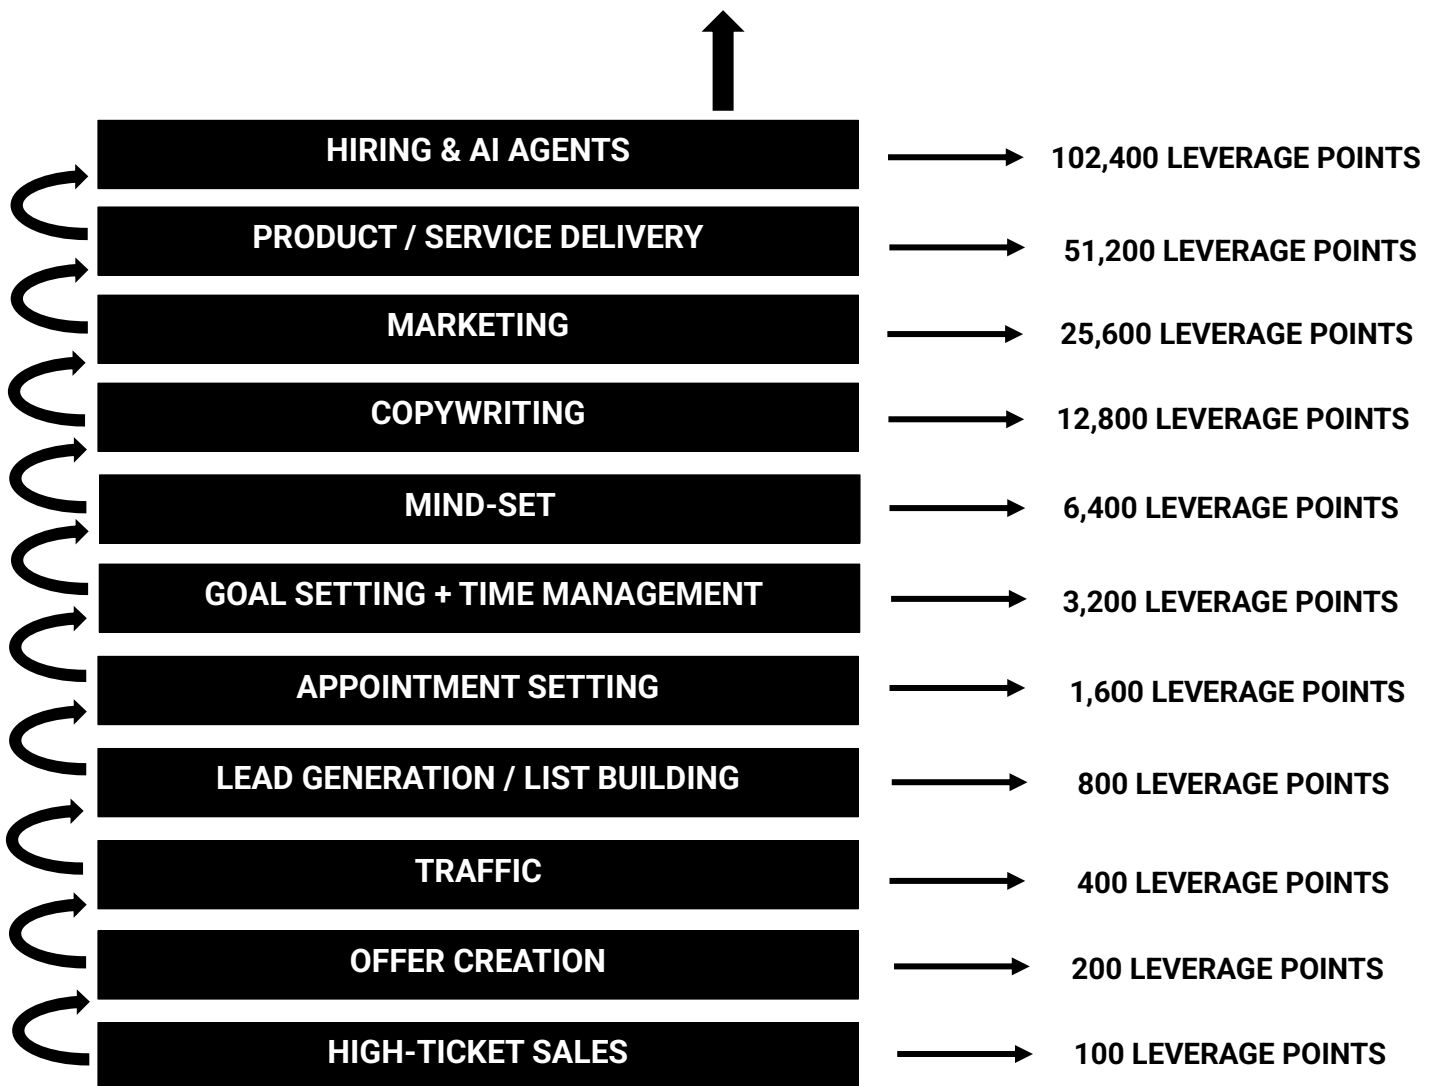 HIRING & AI AGENTS
102,400 LEVERAGE POINTS
PRODUCT / SERVICE DELIVERY
51,200 LEVERAGE POINTS
MARKETING
25,600 LEVERAGE POINTS
COPYWRITING
12,800 LEVERAGE POINTS
MIND-SET
6,400 LEVERAGE POINTS
GOAL SETTING + TIME MANAGEMENT
3,200 LEVERAGE POINTS
APPOINTMENT SETTING
1,600 LEVERAGE POINTS
LEAD GENERATION / LIST BUILDING
800 LEVERAGE POINTS
TRAFFIC
400 LEVERAGE POINTS
OFFER CREATION
200 LEVERAGE POINTS
HIGH-TICKET SALES
100 LEVERAGE POINTS